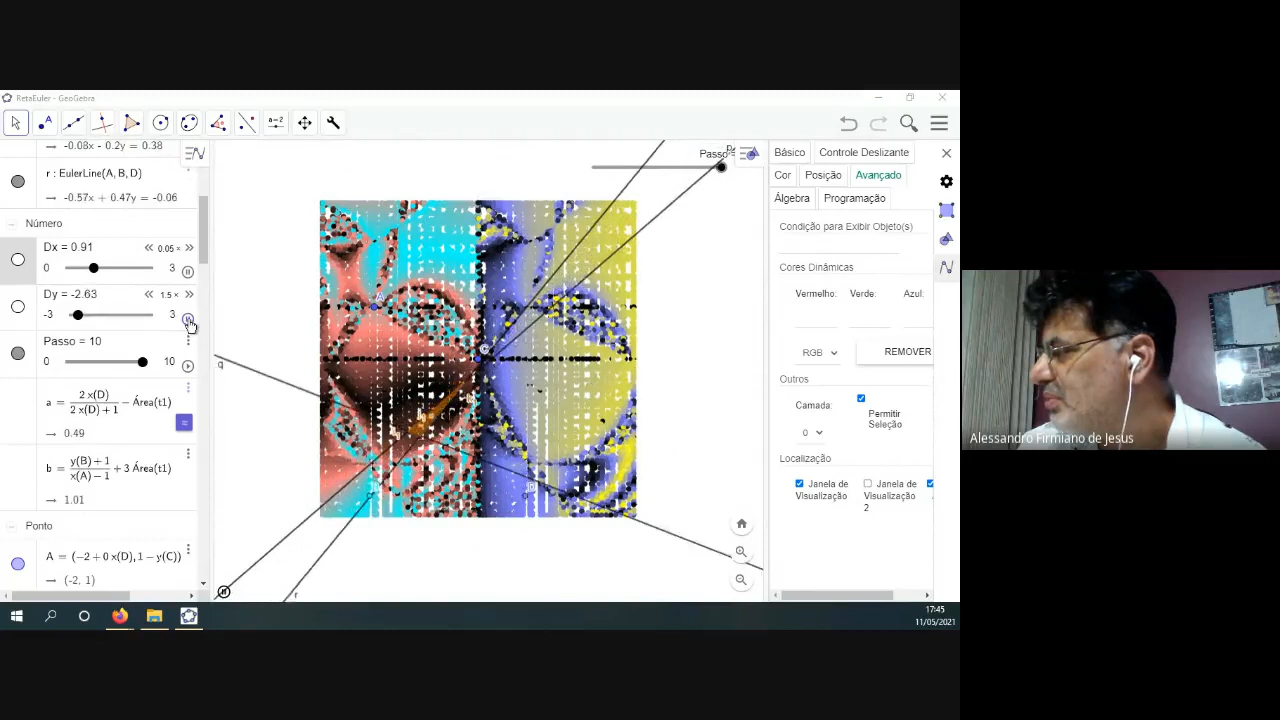 RetaEuler - GeoGebra
a=2
→ -0.08x - 0.2y = 0.38
r : EulerLine(A, B, D)
→ -0.57x + 0.47y = -0.06
Número
Dx = 0.91 « 0.05 × »
0 3
Dy = -2.63 « 1.5 × »
-3 3
Passo = 10
0 10
a = 2 x(D) / 2 x(D) + 1 − Área(t1)
→ 0.49
b = y(B) + 1 / x(A) − 1 + 3 Área(t1)
→ 1.01
Ponto
A = (−2 + 0 x(D), 1 − y(C))
→ (-2, 1)
Passo =
p
q
A
C
r
Básico Controle Deslizante
Cor Posição Avançado
Álgebra Programação
Condição para Exibir Objeto(s)
Cores Dinâmicas
Vermelho: Verde: Azul:
RGB REMOVER
Outros
Camada:
0
Permitir
Seleção
Localização
Janela de
Visualização
Janela de
Visualização
2
17:45
11/05/2021
Alessandro Firmiano de Jesus